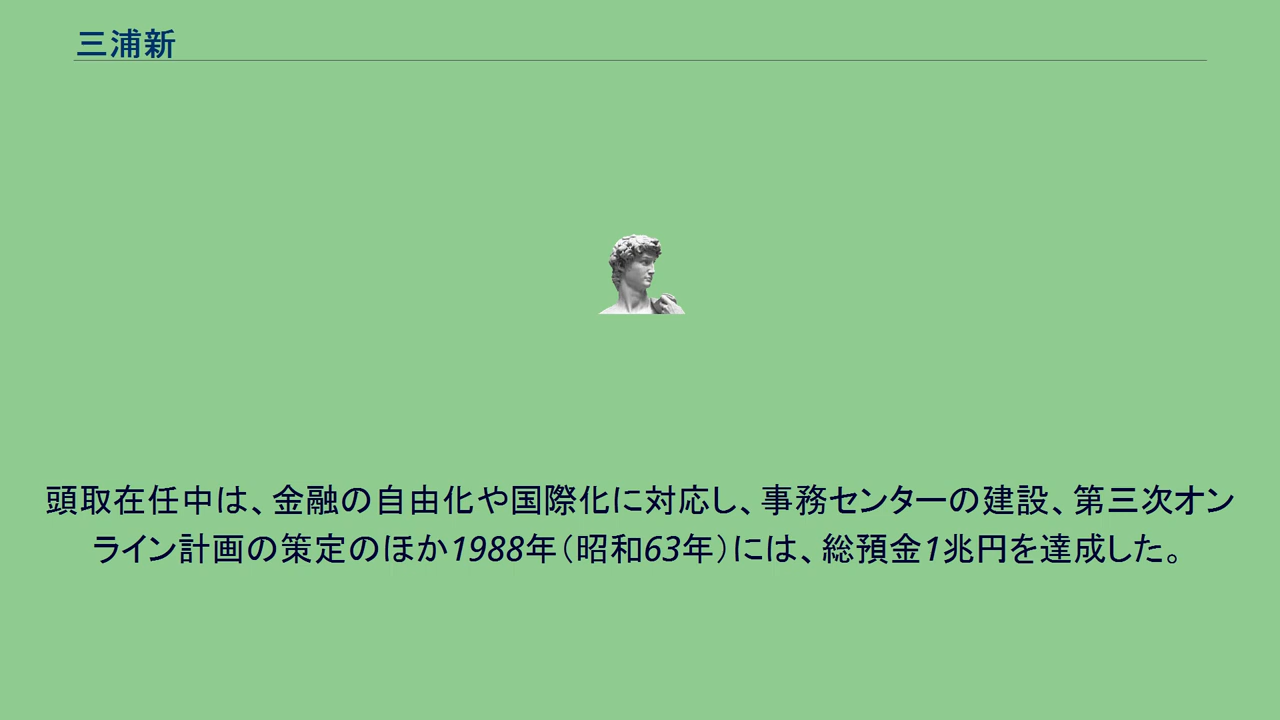 三浦新
頭取在任中は、金融の自由化や国際化に対応し、事務センターの建設、第三次オン
ライン計画の策定のほか1988年（昭和63年）には、総預金1兆円を達成した。